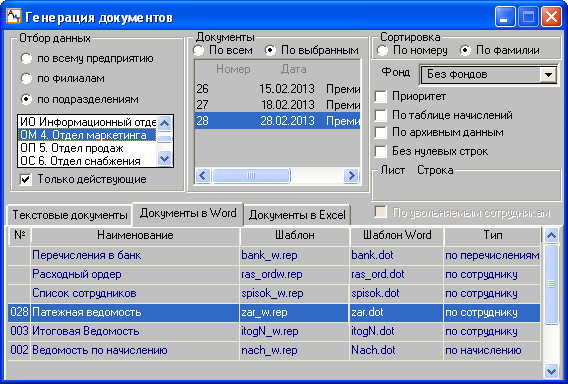 Генерация документов
Отбор данных
по всему предприятию
по филиалам
по подразделениям
ИО Информационный отде
ОМ 4. Отдел маркетинга
ОП 5. Отдел продаж
ОС 6. Отдел снабжения
Только действующие
Документы
По всем По выбранным
Номер Дата
26 15.02.2013 Преми
27 18.02.2013 Преми
28 28.02.2013 Преми
Сортировка
По номеру По фамилии
Фонд Без фондов
Приоритет
По таблице начислений
По архивным данным
Без нулевых строк
Лист Строка
По увольняемым сотрудникам
Текстовые документы Документы в Word Документы в Excel
№ Наименование Шаблон Шаблон Word Тип
Перечисления в банк bank_w.rep bank.dot по перечислениям
Расходный ордер ras_ordw.rep ras_ord.dot по сотруднику
Список сотрудников spisok_w.rep spisok.dot по сотруднику
028 Патежная ведомость zar_w.rep zar.dot по сотруднику
003 Итоговая Ведомость itogN_w.rep itogN.dot по сотруднику
002 Ведомость по начислению nach_w.rep Nach.dot по начислению